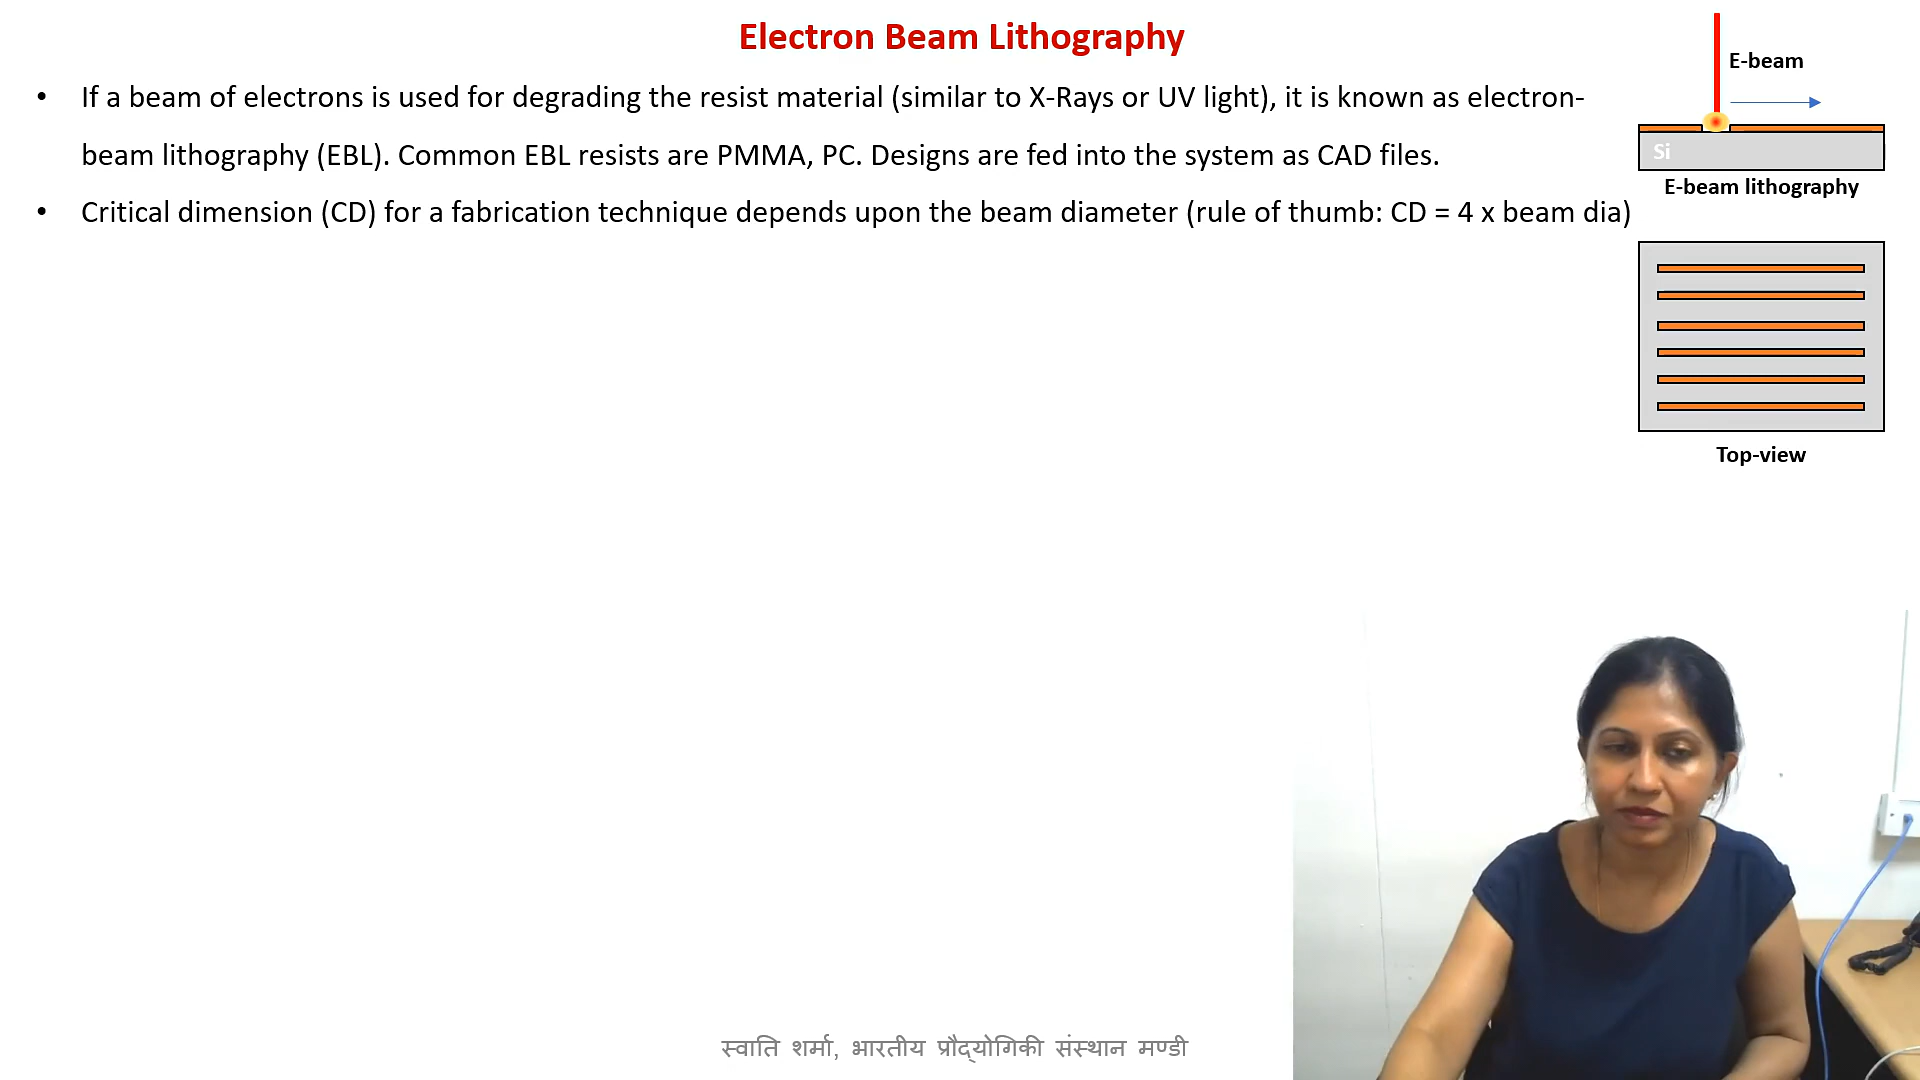 Electron Beam Lithography
• If a beam of electrons is used for degrading the resist material (similar to X-Rays or UV light), it is known as electron-
beam lithography (EBL). Common EBL resists are PMMA, PC. Designs are fed into the system as CAD files.
• Critical dimension (CD) for a fabrication technique depends upon the beam diameter (rule of thumb: CD = 4 x beam dia)
E-beam
Si
E-beam lithography
Top-view
स्वाति शर्मा, भारतीय प्रौद्योगिकी संस्थान मण्डी